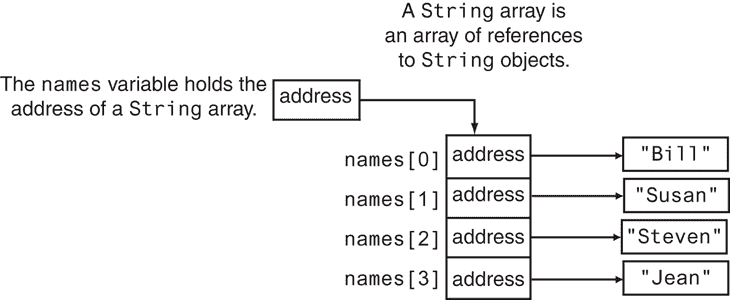 A String array is
an array of references
to String objects.
The names variable holds the
address of a String array.
address
names[0] address "Bill"
names[1] address "Susan"
names[2] address "Steven"
names[3] address "Jean"